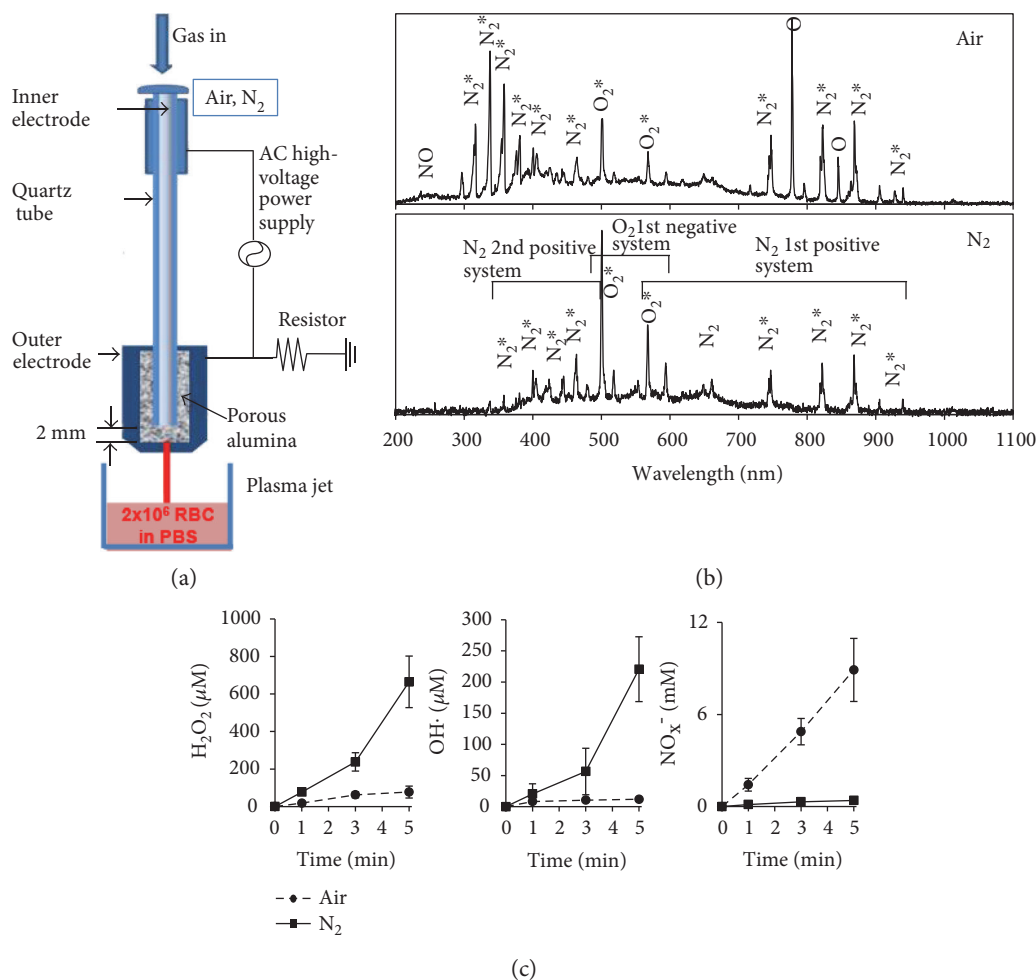 Gas in
Inner
electrode
Air, N₂
Quartz
tube
AC high-
voltage
power
supply
Outer
electrode
Resistor
Porous
alumina
2 mm
Plasma jet
2x10⁶ RBC
in PBS
(a)
Air
NO
N₂*
N₂*
N₂*
N₂*
N₂*
N₂*
O₂*
O₂*
N₂*
O
N₂*
O
N₂*
N₂*
N₂
N₂ 2nd positive
system
O₂1st negative
system
N₂ 1st positive
system
N₂*
N₂*
N₂*
N₂*
O₂*
O₂*
N₂
N₂*
N₂*
N₂*
N₂*
200 300 400 500 600 700 800 900 1000 1100
Wavelength (nm)
(b)
H₂O₂ (μM)
1000
800
600
400
200
0
0 1 2 3 4 5
Time (min)
OH· (μM)
300
250
200
150
100
50
0
0 1 2 3 4 5
Time (min)
NOₓ⁻ (mM)
12
9
6
3
0
0 1 2 3 4 5
Time (min)
Air
N₂
(c)